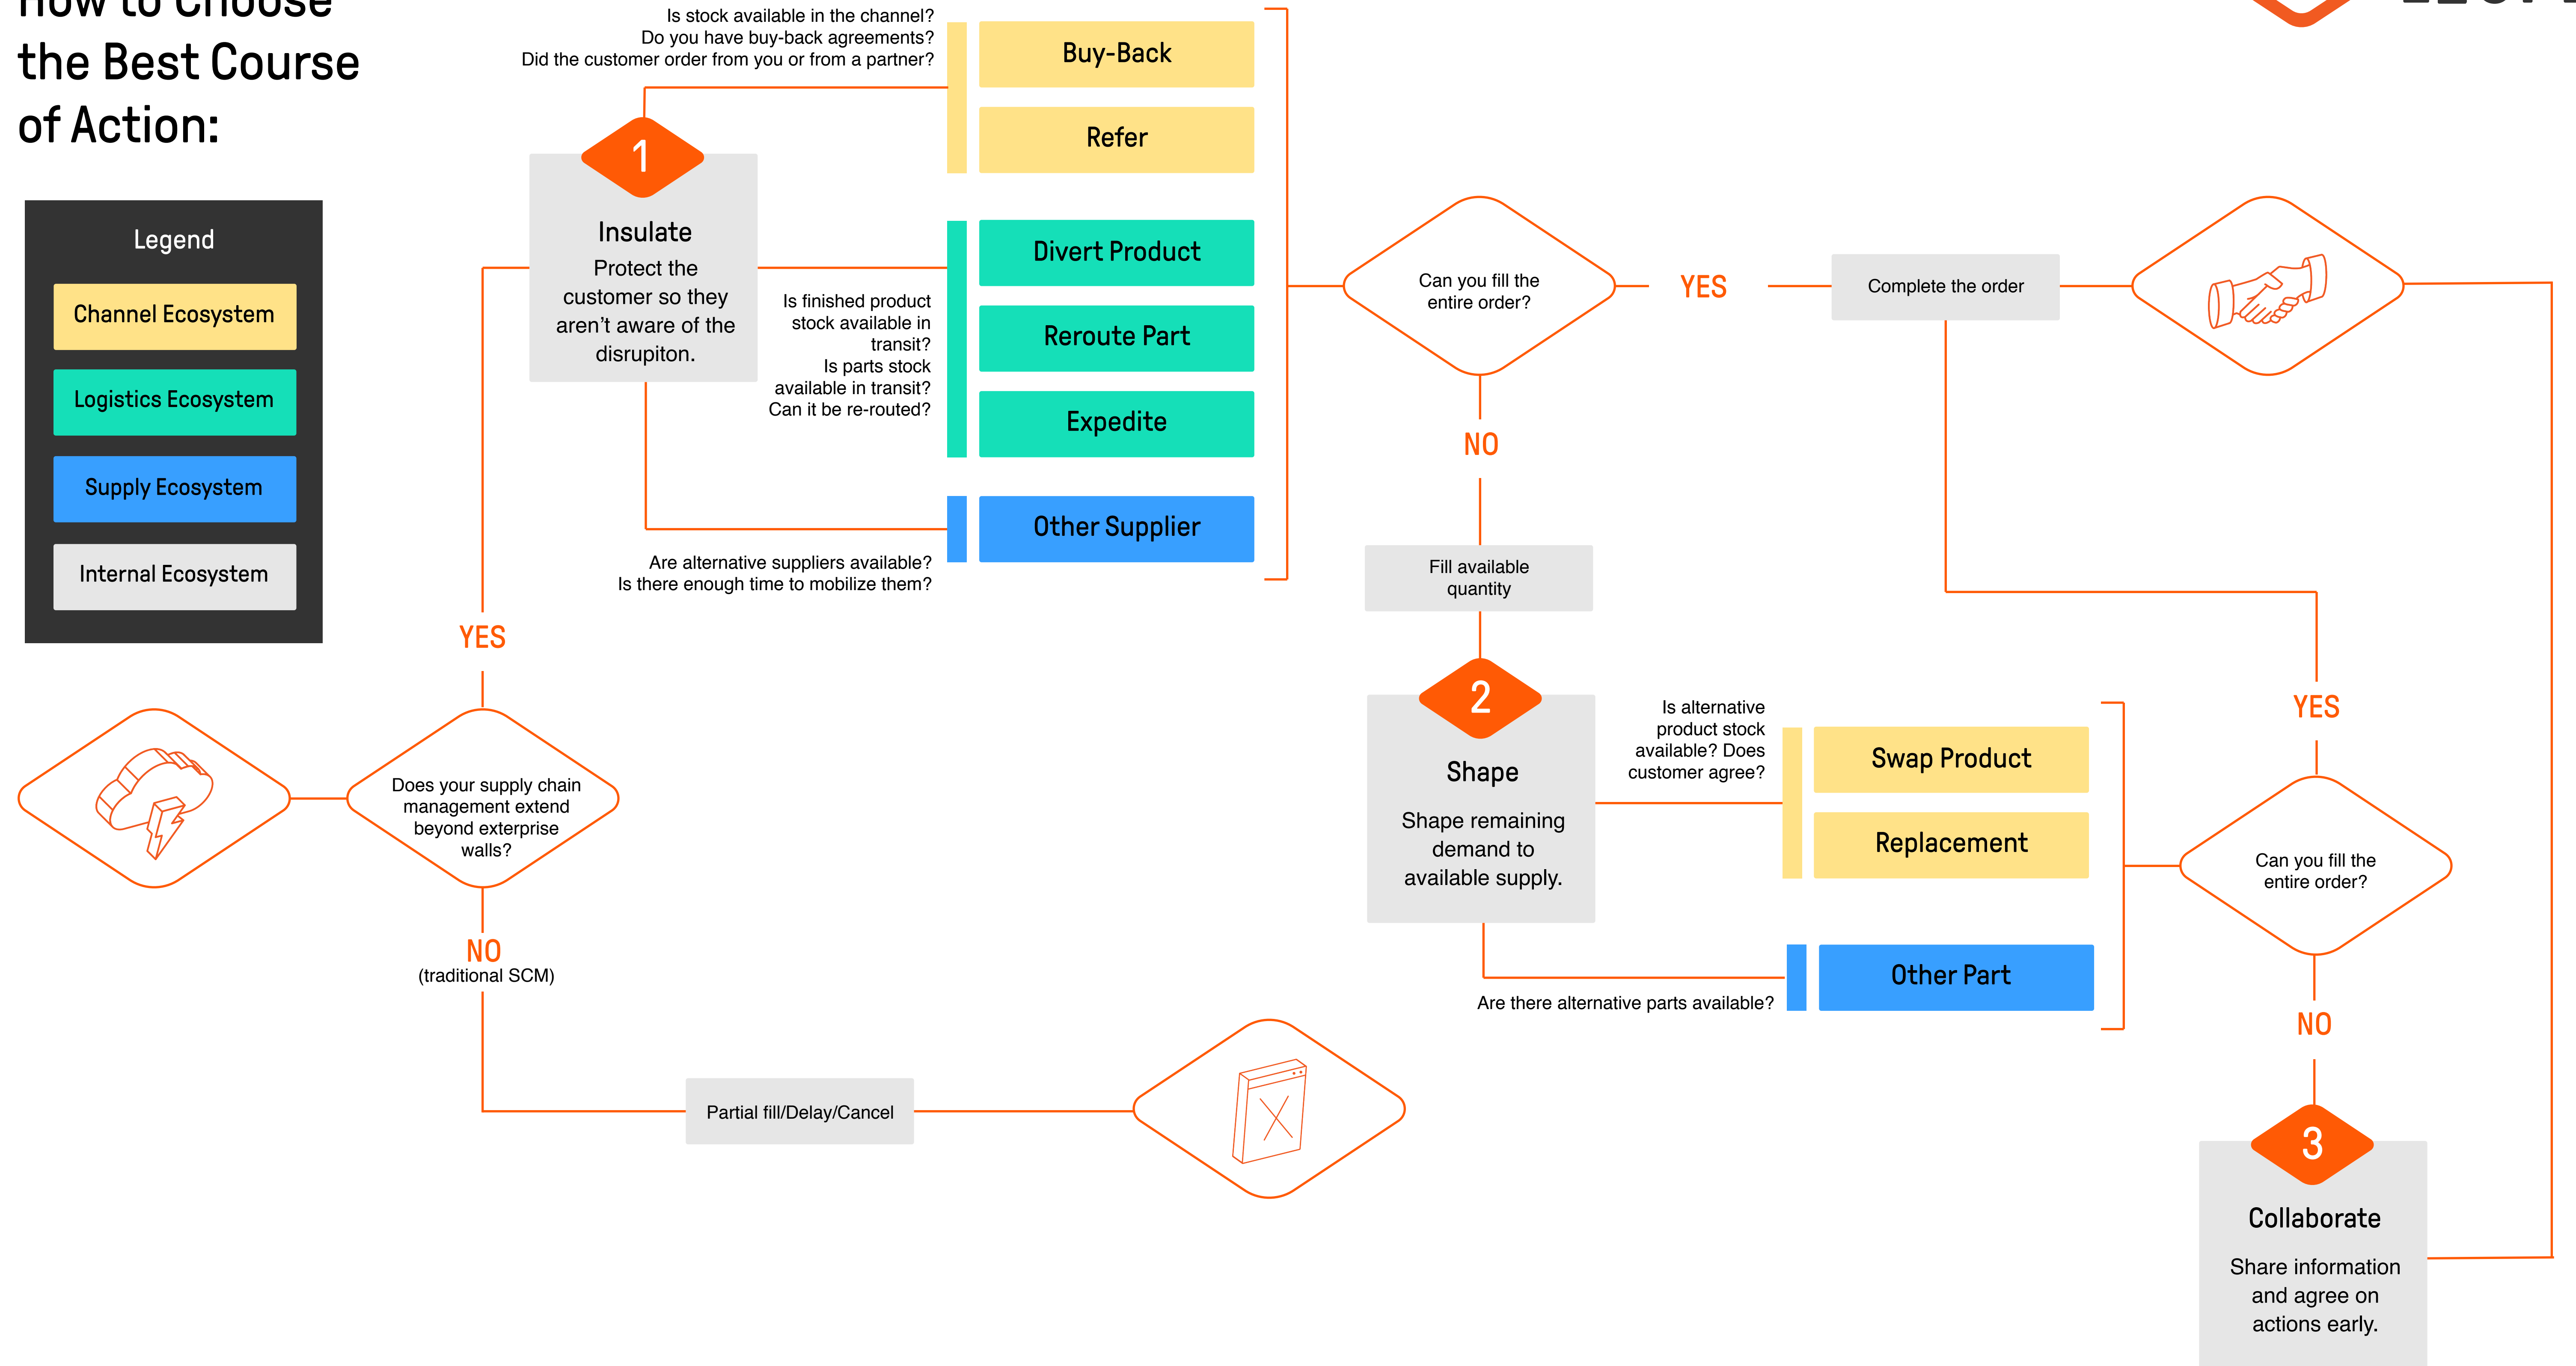 How to Choose
the Best Course
of Action:
Legend
Channel Ecosystem
Logistics Ecosystem
Supply Ecosystem
Internal Ecosystem
Is stock available in the channel?
Do you have buy-back agreements?
Did the customer order from you or from a partner?
Buy-Back
Refer
1
Insulate
Protect the
customer so they
aren't aware of the
disrupiton.
Is finished product
stock available in
transit?
Is parts stock
available in transit?
Can it be re-routed?
Divert Product
Reroute Part
Expedite
Other Supplier
Are alternative suppliers available?
Is there enough time to mobilize them?
Can you fill the
entire order?
YES
Complete the order
NO
Fill available
quantity
YES
Does your supply chain
management extend
beyond exterprise
walls?
NO
(traditional SCM)
Partial fill/Delay/Cancel
2
Shape
Shape remaining
demand to
available supply.
Is alternative
product stock
available? Does
customer agree?
Swap Product
Replacement
Other Part
Are there alternative parts available?
YES
Can you fill the
entire order?
NO
3
Collaborate
Share information
and agree on
actions early.